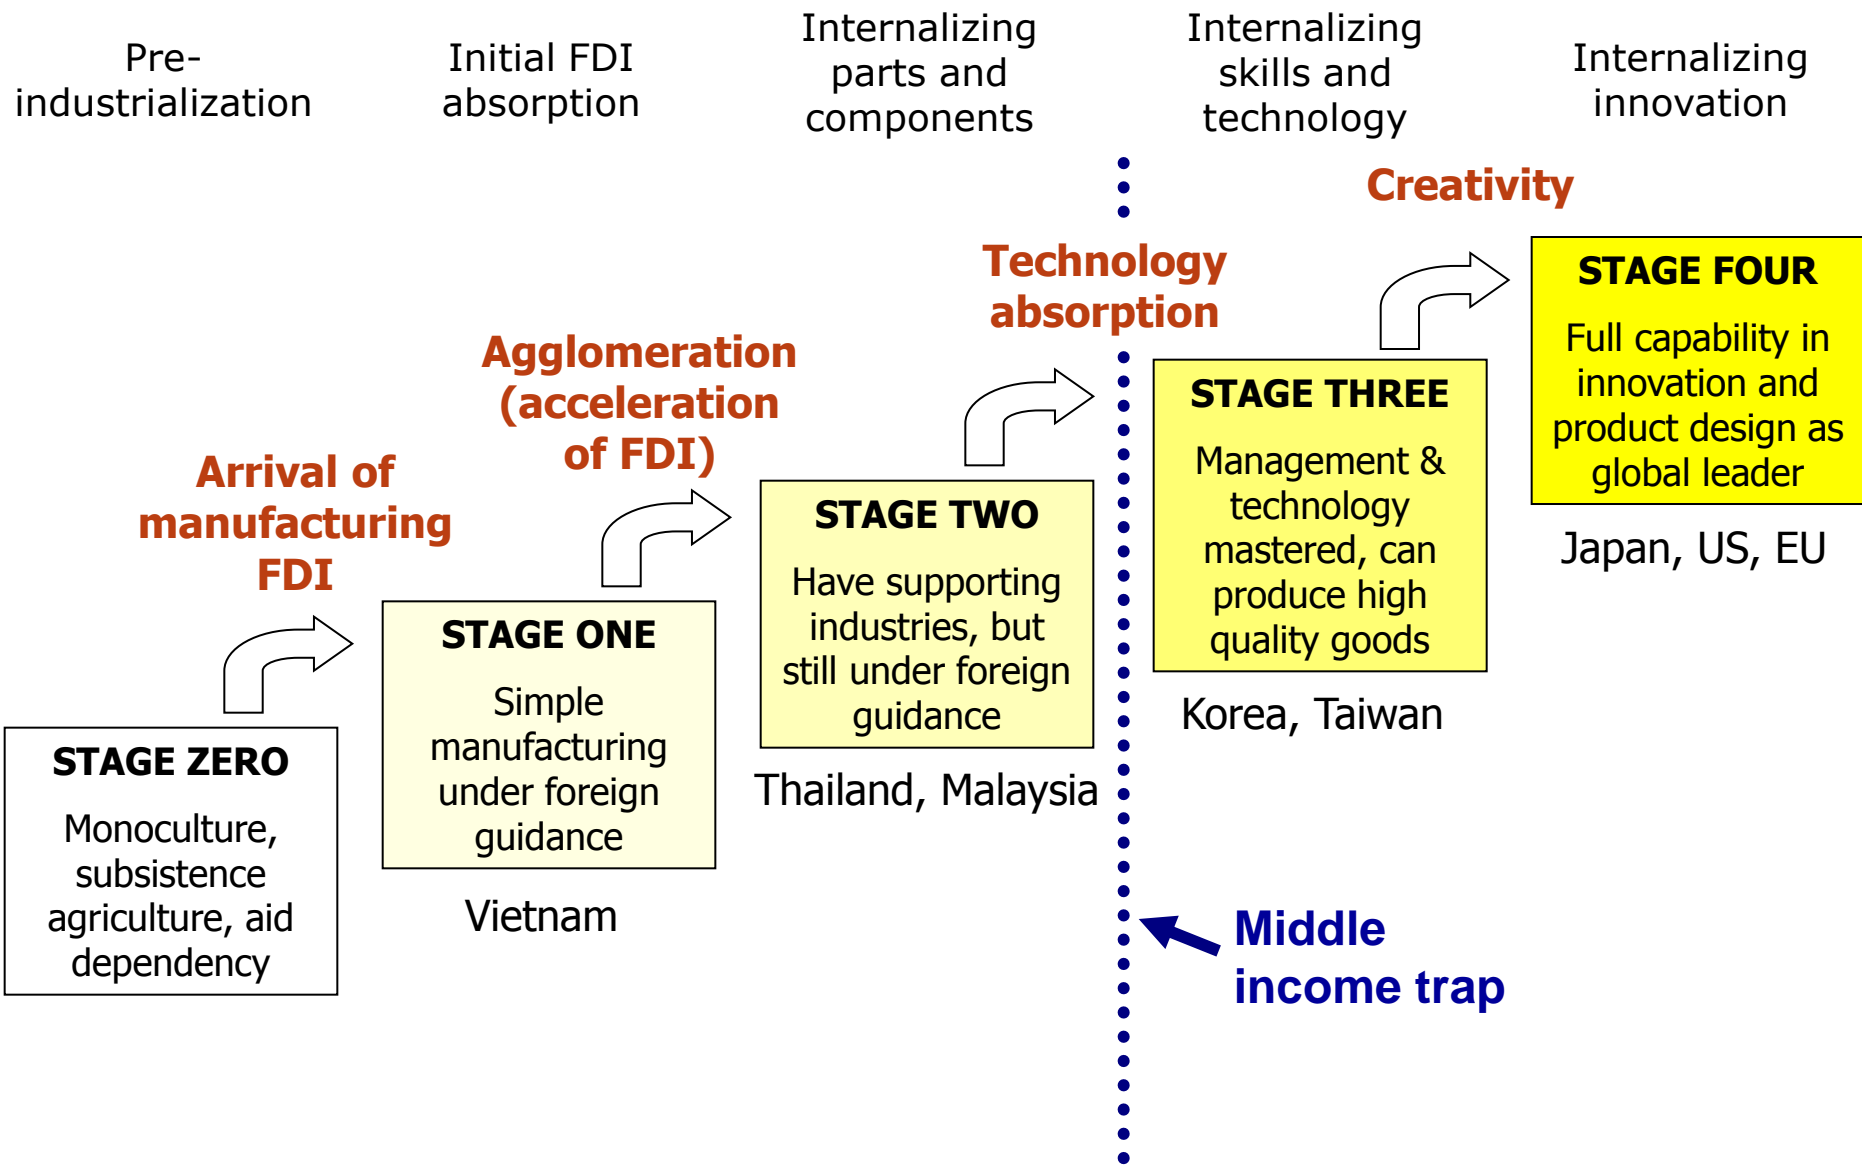 Pre-
industrialization
Initial FDI
absorption
Internalizing
parts and
components
Internalizing
skills and
technology
Internalizing
innovation
Creativity
Technology
absorption
Agglomeration
(acceleration
of FDI)
Arrival of
manufacturing
FDI
STAGE ZERO
Monoculture,
subsistence
agriculture, aid
dependency
STAGE ONE
Simple
manufacturing
under foreign
guidance
Vietnam
STAGE TWO
Have supporting
industries, but
still under foreign
guidance
Thailand, Malaysia
STAGE THREE
Management &
technology
mastered, can
produce high
quality goods
Korea, Taiwan
STAGE FOUR
Full capability in
innovation and
product design as
global leader
Japan, US, EU
Middle
income trap